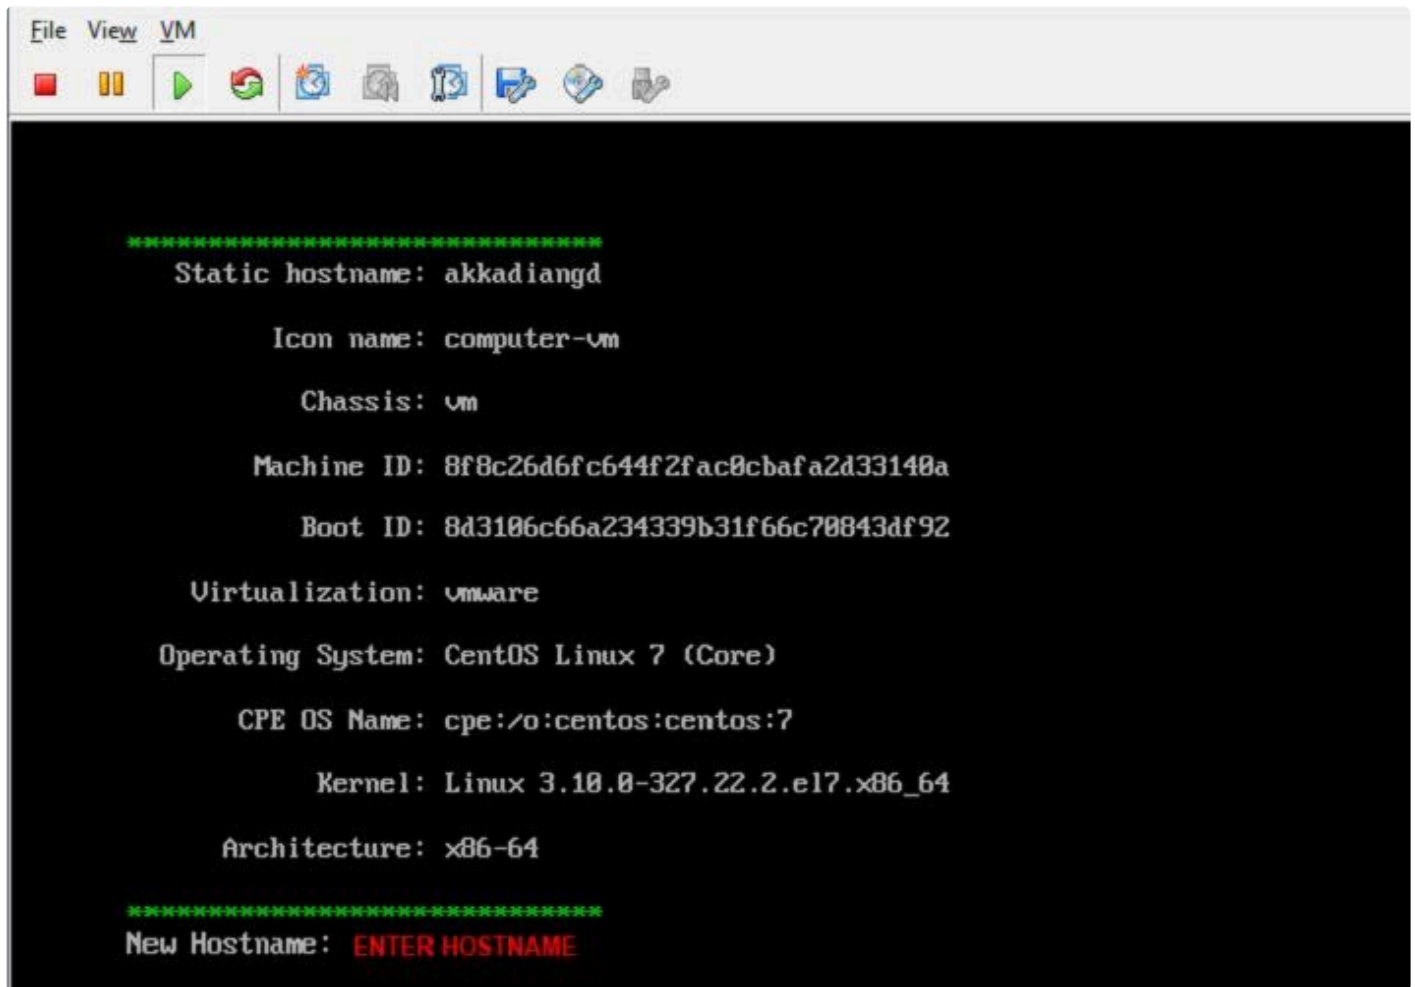 File View VM
******************************
Static hostname: akkadiangd
Icon name: computer-vm
Chassis: vm
Machine ID: 8f8c26d6fc644f2fac0cbafa2d33140a
Boot ID: 8d3106c66a234339b31f66c70843df92
Virtualization: vmware
Operating System: CentOS Linux 7 (Core)
CPE OS Name: cpe:/o:centos:centos:7
Kernel: Linux 3.10.0-327.22.2.el7.x86_64
Architecture: x86-64
******************************
New Hostname: ENTER HOSTNAME